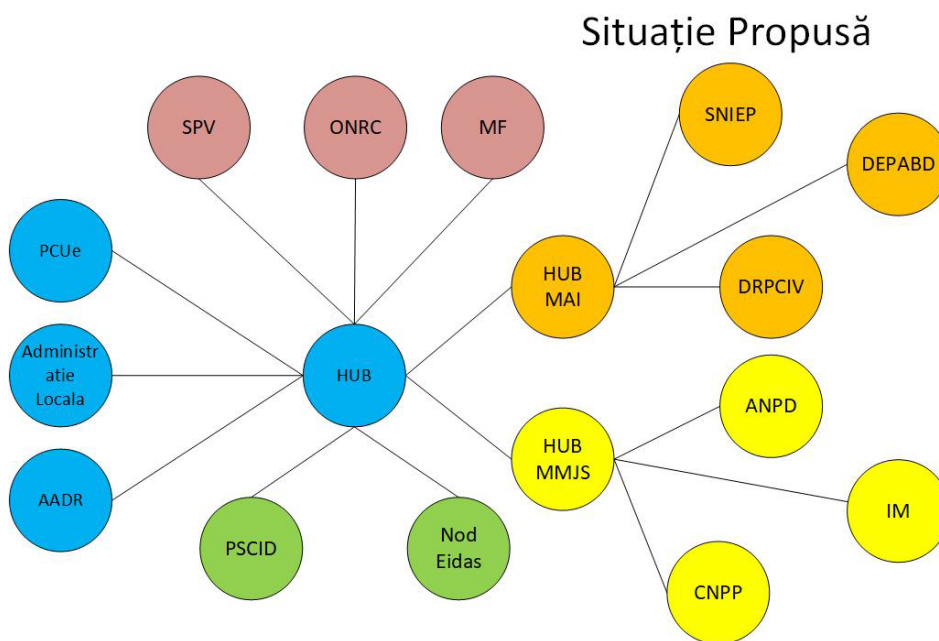 Situație Propusă
SPV
ONRC
MF
SNIEP
DEPABD
PCUe
HUB
MAI
DRPCIV
Administr
atie
Locala
HUB
ANPD
HUB
MMJS
AADR
IM
PSCID
Nod
Eidas
CNPP